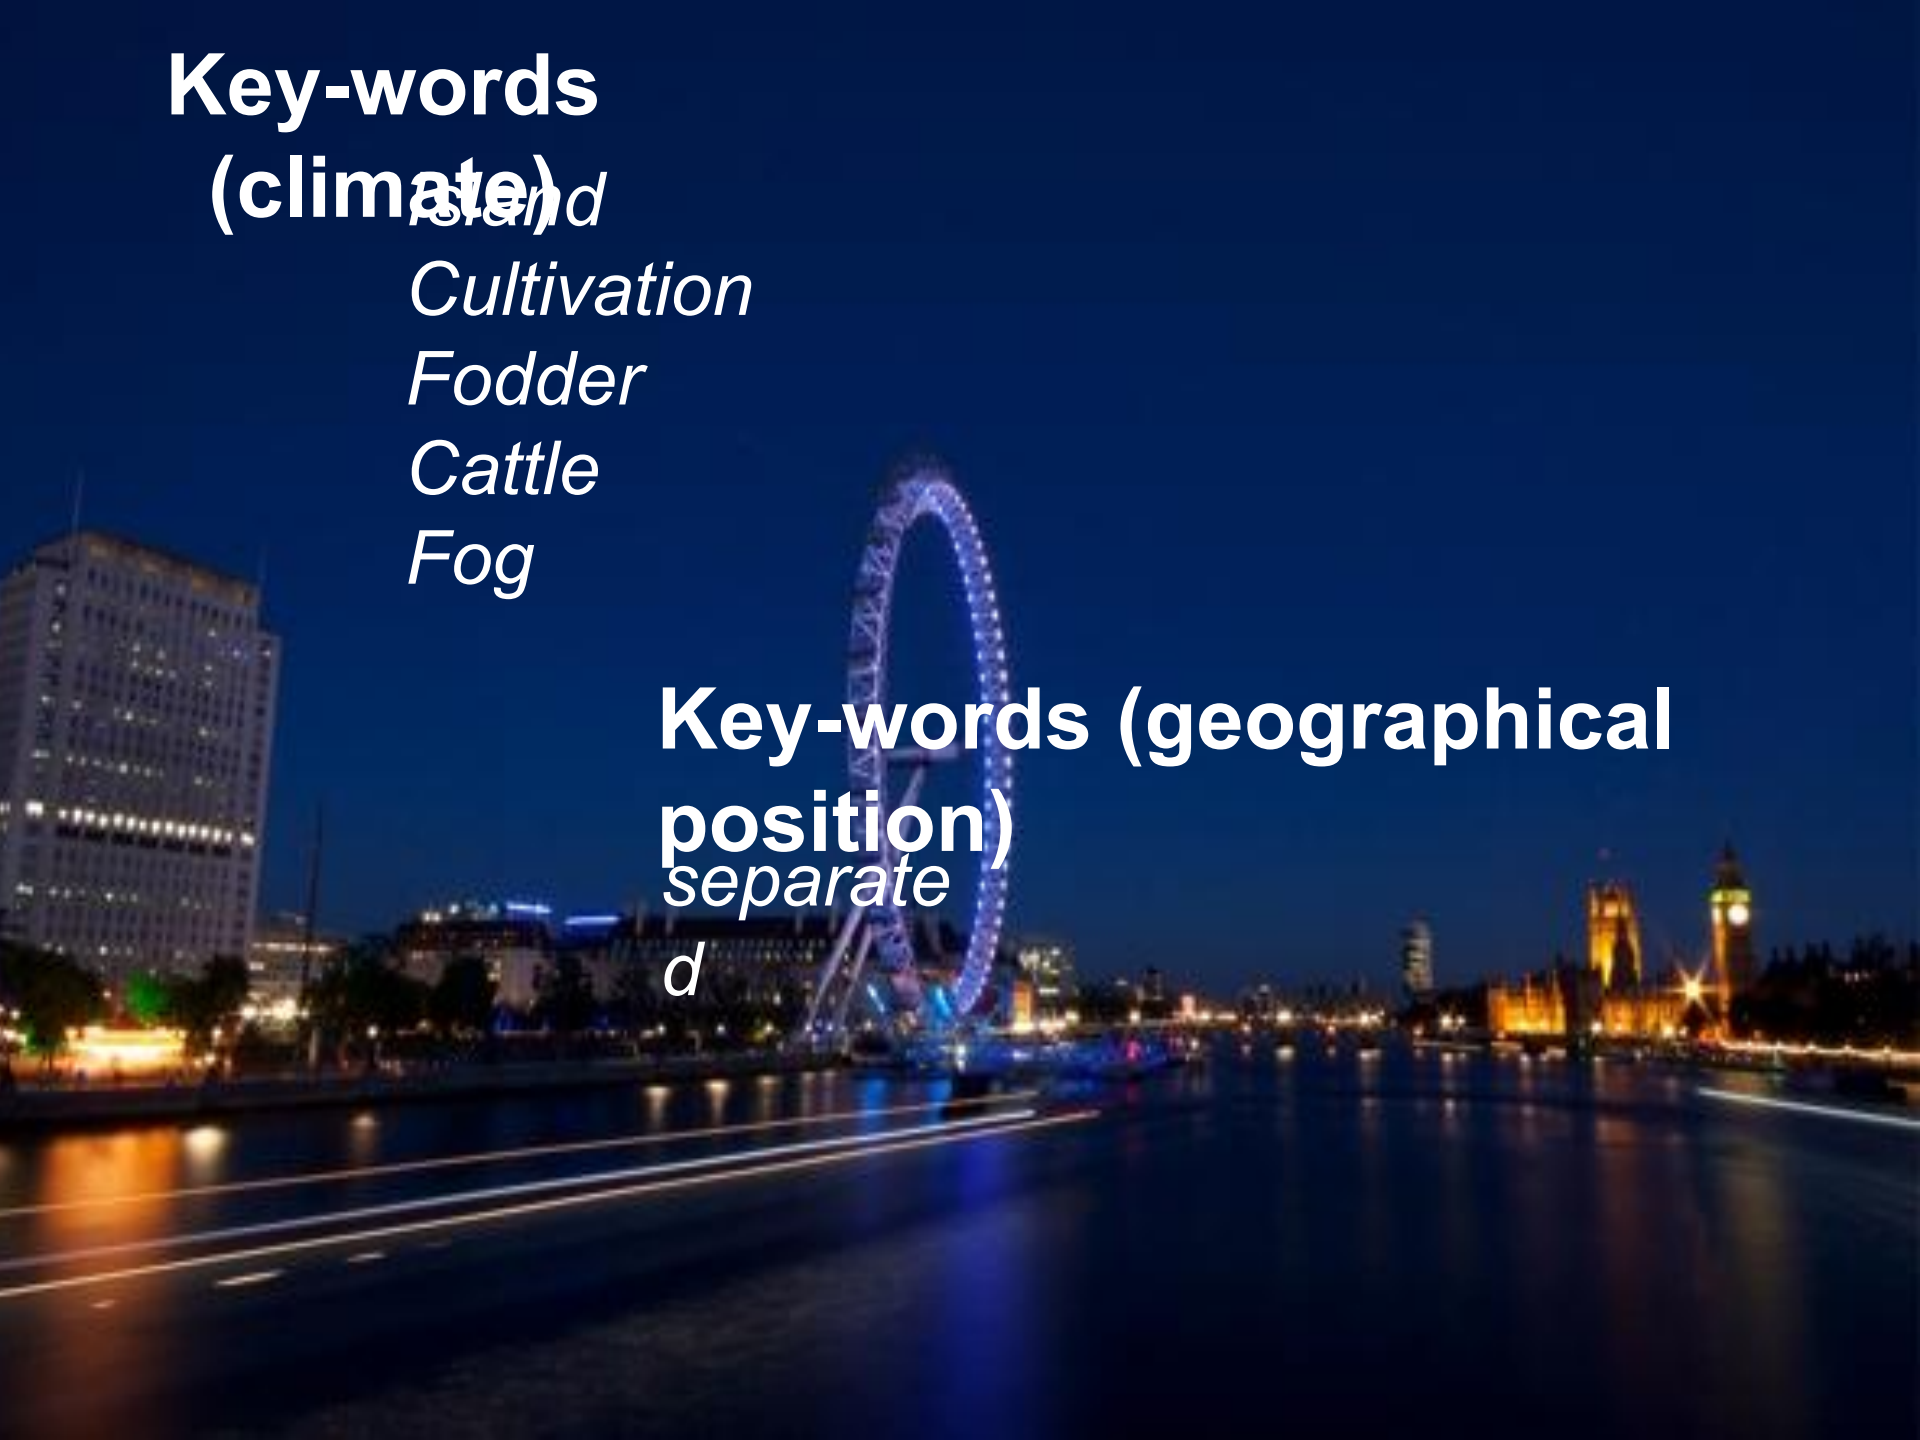 Key-words
(climate)
Island
Cultivation
Fodder
Cattle
Fog
Key-words (geographical
position)
separate
d